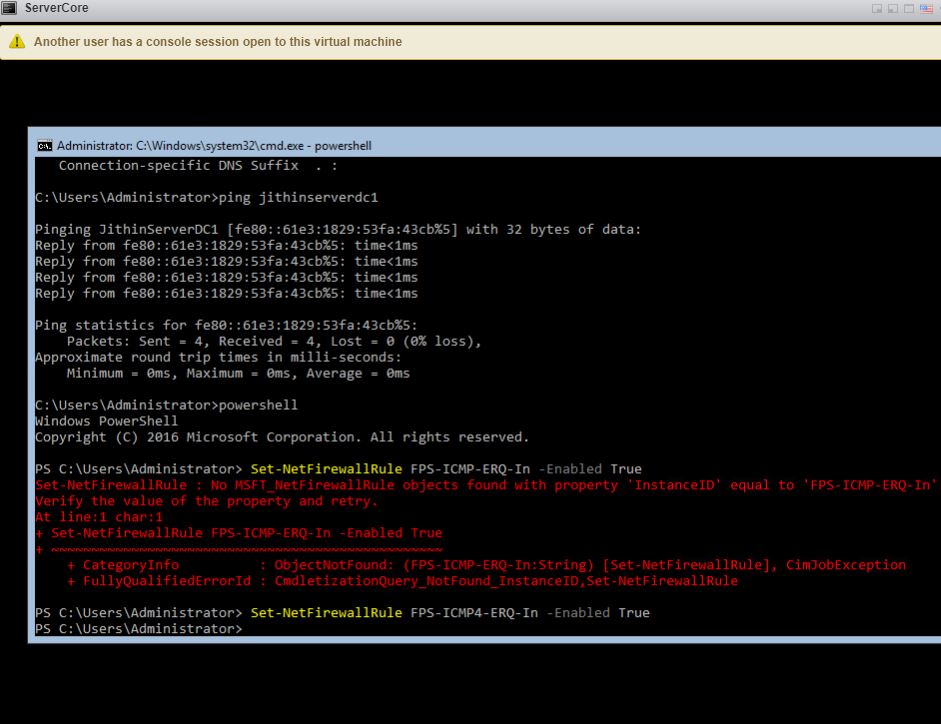 ServerCore
Another user has a console session open to this virtual machine
Administrator: C:\Windows\system32\cmd.exe - powershell
   Connection-specific DNS Suffix  . :
C:\Users\Administrator>ping jithinserverdc1
Pinging JithinServerDC1 [fe80::61e3:1829:53fa:43cb%5] with 32 bytes of data:
Reply from fe80::61e3:1829:53fa:43cb%5: time<1ms
Reply from fe80::61e3:1829:53fa:43cb%5: time<1ms
Reply from fe80::61e3:1829:53fa:43cb%5: time<1ms
Reply from fe80::61e3:1829:53fa:43cb%5: time<1ms
Ping statistics for fe80::61e3:1829:53fa:43cb%5:
    Packets: Sent = 4, Received = 4, Lost = 0 (0% loss),
Approximate round trip times in milli-seconds:
    Minimum = 0ms, Maximum = 0ms, Average = 0ms
C:\Users\Administrator>powershell
Windows PowerShell
Copyright (C) 2016 Microsoft Corporation. All rights reserved.
PS C:\Users\Administrator> Set-NetFirewallRule FPS-ICMP-ERQ-In -Enabled True
Set-NetFirewallRule : No MSFT_NetFirewallRule objects found with property 'InstanceID' equal to 'FPS-ICMP-ERQ-In'
Verify the value of the property and retry.
At line:1 char:1
+ Set-NetFirewallRule FPS-ICMP-ERQ-In -Enabled True
+ ~~~~~~~~~~~~~~~~~~~~~~~~~~~~~~~~~~~~~~~~~~~~~~~~~
    + CategoryInfo          : ObjectNotFound: (FPS-ICMP-ERQ-In:String) [Set-NetFirewallRule], CimJobException
    + FullyQualifiedErrorId : CmdletizationQuery_NotFound_InstanceID,Set-NetFirewallRule
PS C:\Users\Administrator> Set-NetFirewallRule FPS-ICMP4-ERQ-In -Enabled True
PS C:\Users\Administrator>